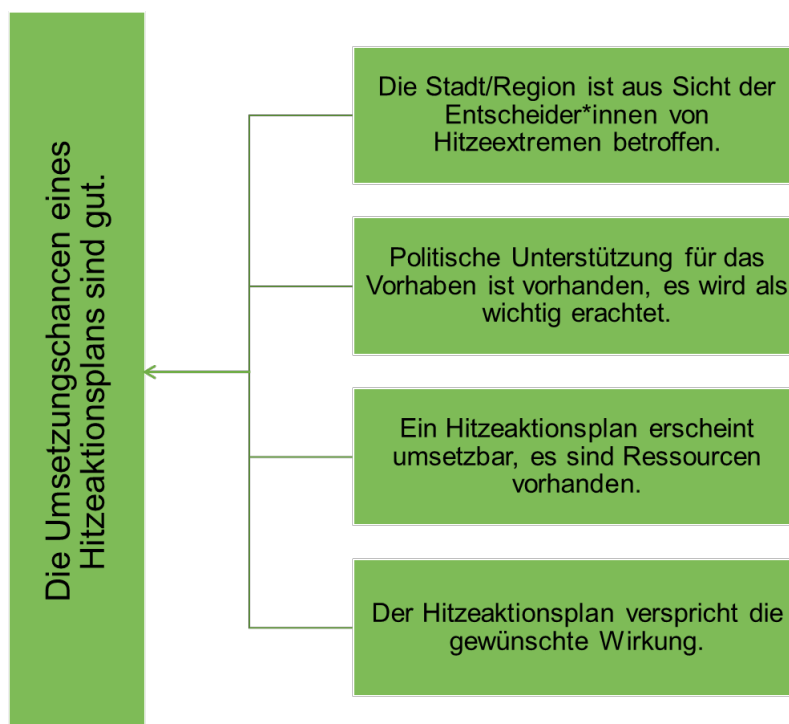 Die Umsetzungschancen eines
Hitzeaktionsplans sind gut.
Die Stadt/Region ist aus Sicht der
Entscheider*innen von
Hitzeextremen betroffen.
Politische Unterstützung für das
Vorhaben ist vorhanden, es wird als
wichtig erachtet.
Ein Hitzeaktionsplan erscheint
umsetzbar, es sind Ressourcen
vorhanden.
Der Hitzeaktionsplan verspricht die
gewünschte Wirkung.